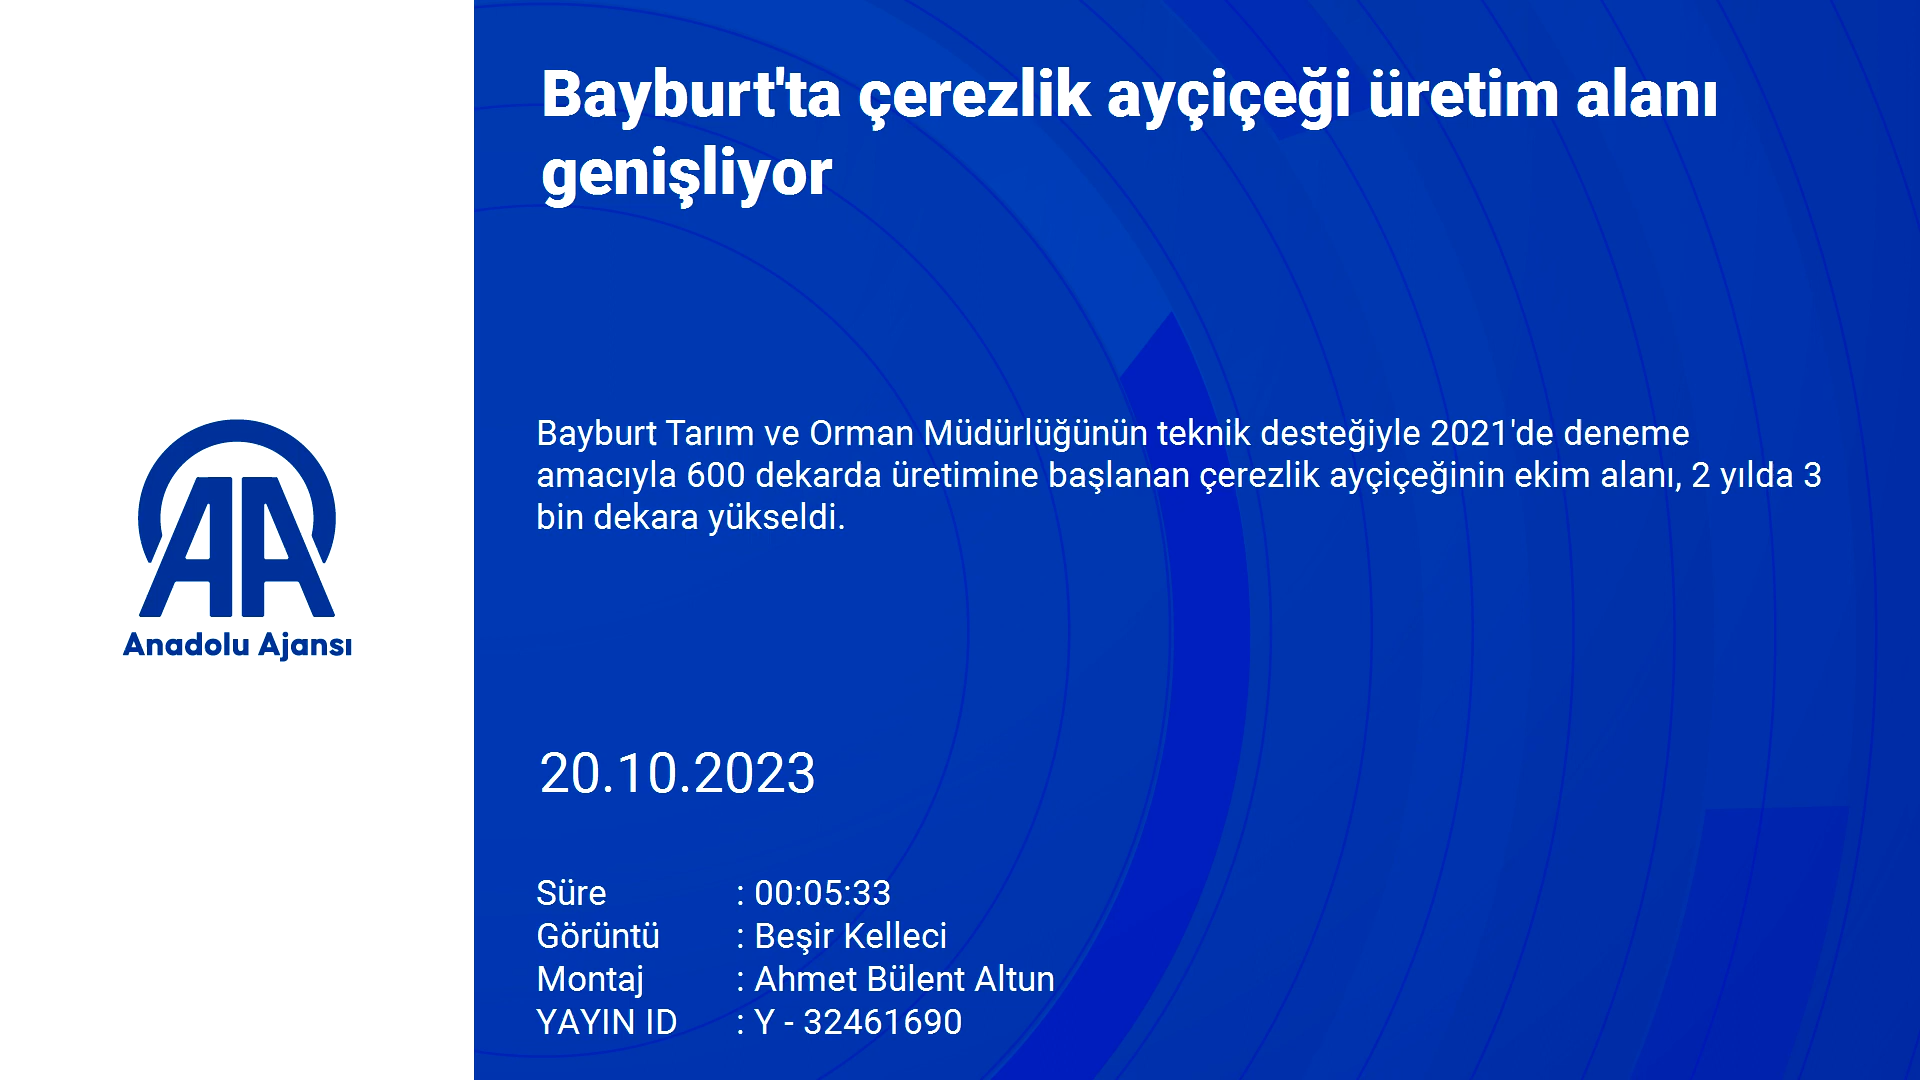 Bayburt'ta çerezlik ayçiçeği üretim alanı
genişliyor
Bayburt Tarım ve Orman Müdürlüğünün teknik desteğiyle 2021'de deneme
amacıyla 600 dekarda üretimine başlanan çerezlik ayçiçeğinin ekim alanı, 2 yılda 3
bin dekara yükseldi.
AA
Anadolu Ajansı
20.10.2023
Süre : 00:05:33
Görüntü : Beşir Kelleci
Montaj : Ahmet Bülent Altun
YAYIN ID : Y - 32461690